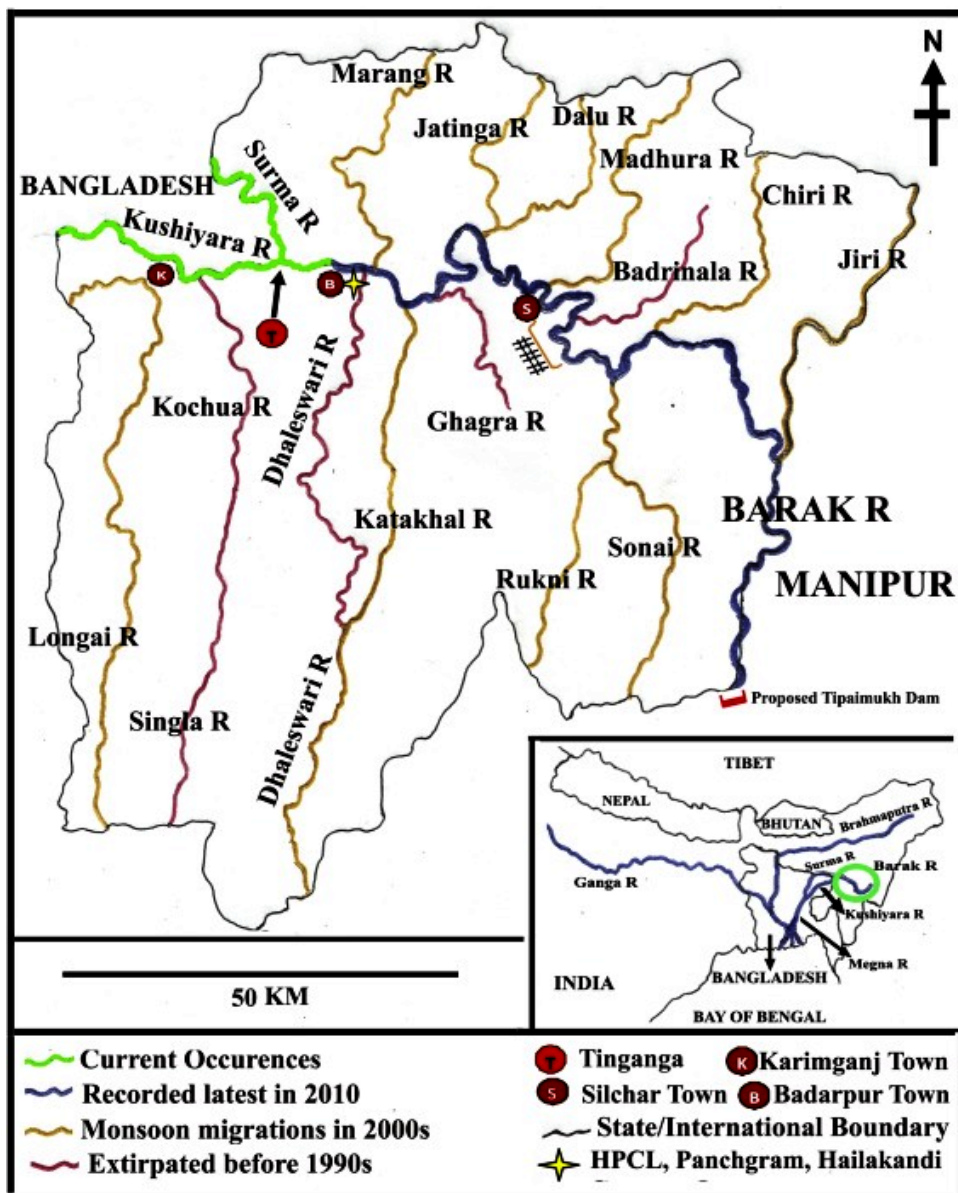 N
Marang R
Jatinga R
Dalu R
Madhura R
Surma R
BANGLADESH
Kushiyara R
Chiri R
Jiri R
Badrinala R
K
B
S
T
Kochua R
Dhaleswari R
Ghagra R
Katakhal R
BARAK R
Sonai R
Rukni R
MANIPUR
Longai R
Singla R
Dhaleswari R
Proposed Tipaimukh Dam
TIBET
NEPAL
BHUTAN
Brahmaputra R
Surma R
Barak R
Ganga R
Kushiyara R
Megna R
INDIA
BANGLADESH
BAY OF BENGAL
50 KM
Current Occurences
Recorded latest in 2010
Monsoon migrations in 2000s
Extirpated before 1990s
T Tinganga
K Karimganj Town
S Silchar Town
B Badarpur Town
State/International Boundary
HPCL, Panchgram, Hailakandi